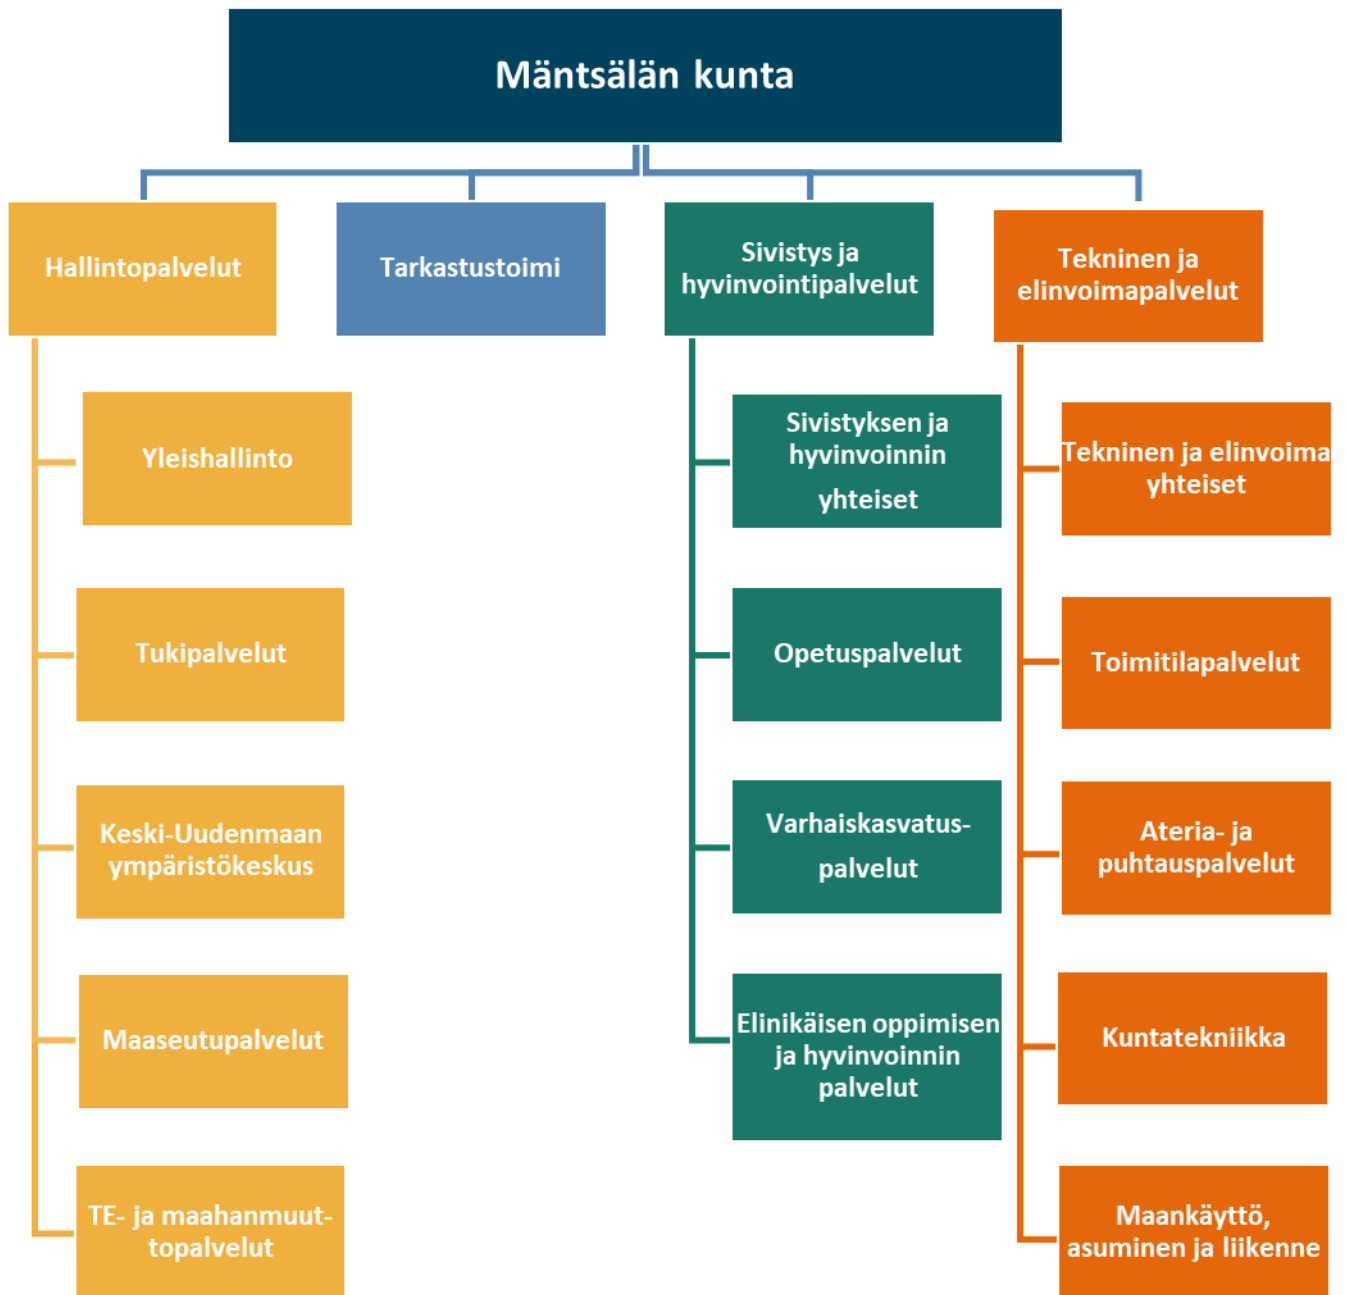 Mäntsälän kunta
Hallintopalvelut
Tarkastustoimi
Sivistys ja
hyvinvointipalvelut
Tekninen ja
elinvoimapalvelut
Yleishallinto
Tukipalvelut
Keski-Uudenmaan
ympäristökeskus
Maaseutupalvelut
TE- ja maahanmuut-
topalvelut
Sivistyksen ja
hyvinvoinnin
yhteiset
Opetuspalvelut
Varhaiskasvatus-
palvelut
Elinikäisen oppimisen
ja hyvinvoinnin
palvelut
Tekninen ja elinvoima
yhteiset
Toimitilapalvelut
Ateria- ja
puhtauspalvelut
Kuntatekniikka
Maankäyttö,
asuminen ja liikenne